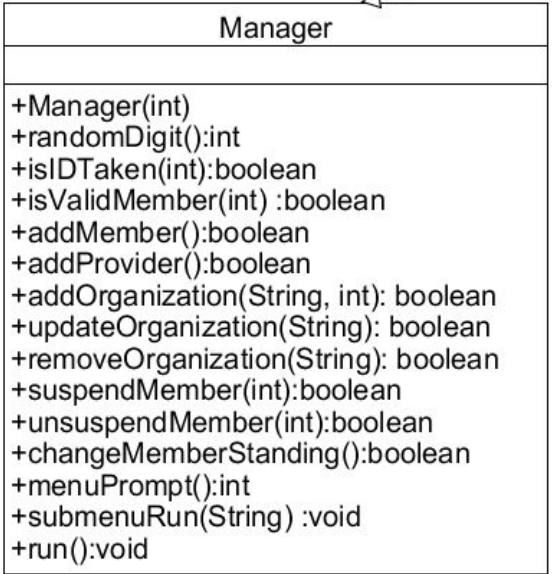 Manager
+Manager(int)
+randomDigit():int
+isIDTaken(int):boolean
+isValidMember(int) :boolean
+addMember():boolean
+addProvider():boolean
+addOrganization(String, int): boolean
+updateOrganization(String): boolean
+removeOrganization(String): boolean
+suspendMember(int):boolean
+unsuspendMember(int):boolean
+changeMemberStanding():boolean
+menuPrompt():int
+submenuRun(String) :void
+run():void